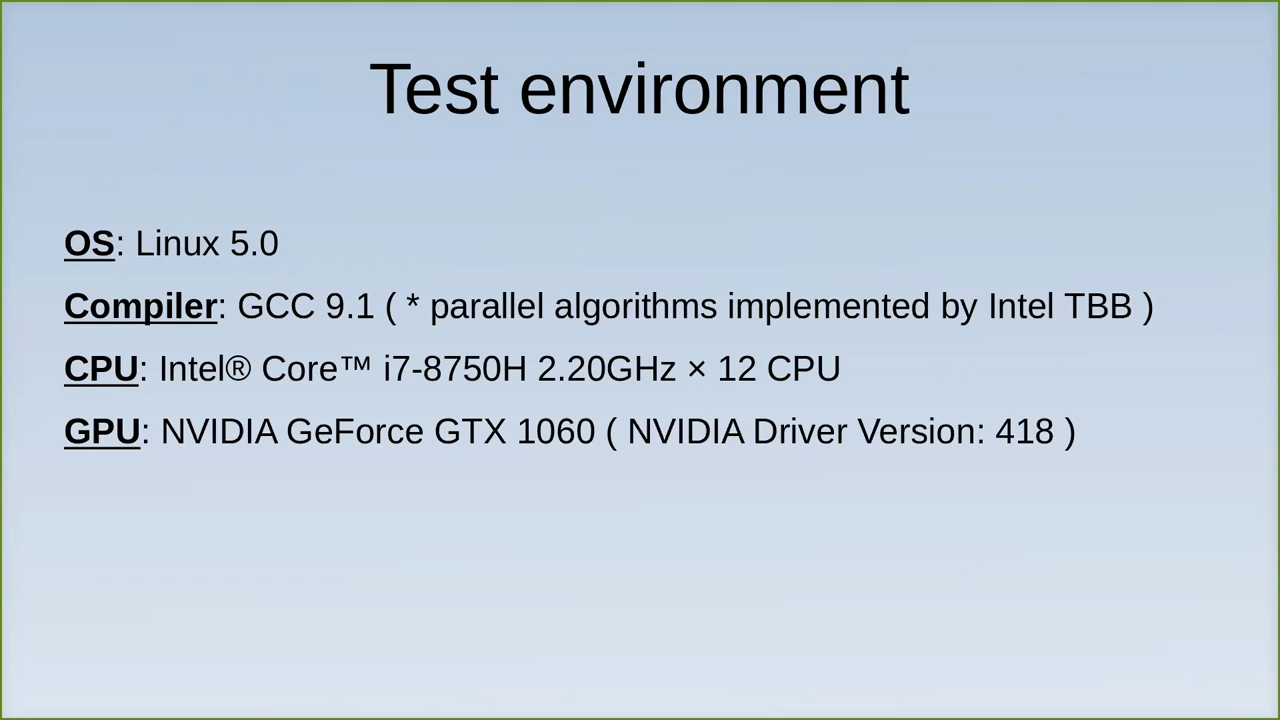 Test environment
OS: Linux 5.0
Compiler: GCC 9.1 ( * parallel algorithms implemented by Intel TBB )
CPU: Intel® Core™ i7-8750H 2.20GHz × 12 CPU
GPU: NVIDIA GeForce GTX 1060 ( NVIDIA Driver Version: 418 )